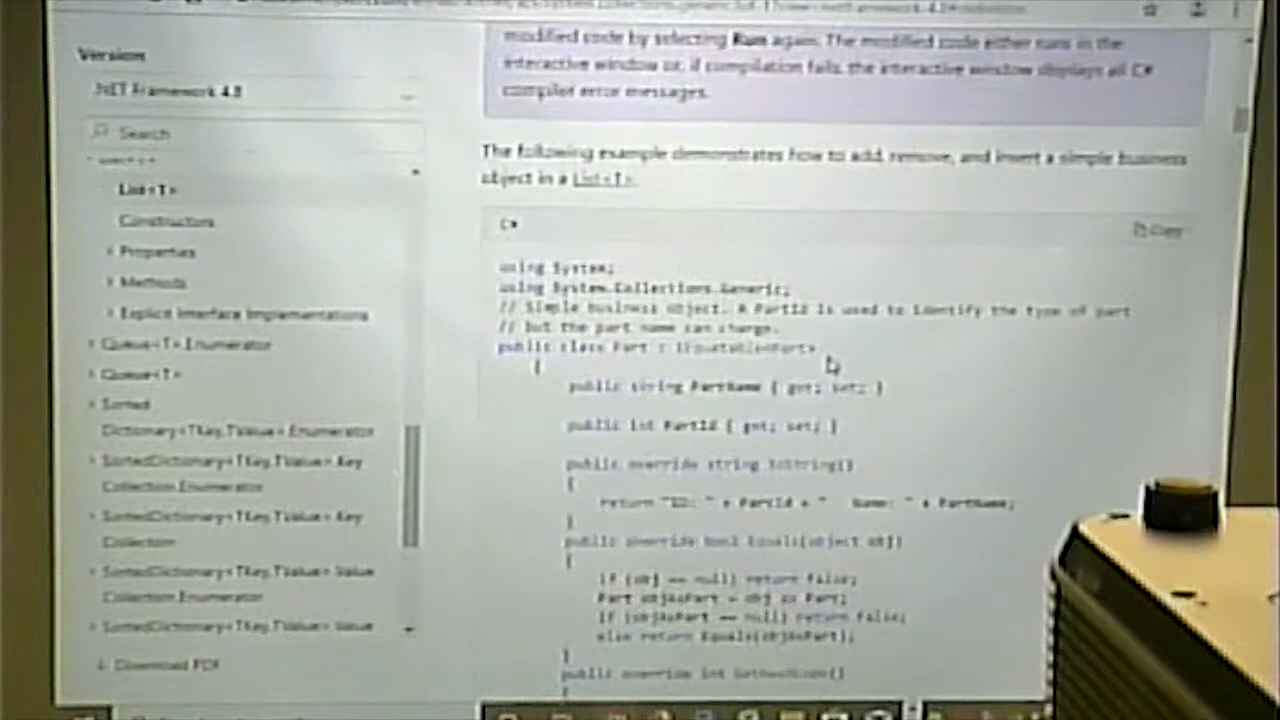 Version
.NET Framework 4.8
Search
List<T>
Constructors
Properties
Methods
Explicit Interface Implementations
Queue<T>.Enumerator
Queue<T>
Sorted
Dictionary<TKey,TValue>.Enumerator
SortedDictionary<TKey,TValue>.Key
Collection.Enumerator
SortedDictionary<TKey,TValue>.Key
Collection
SortedDictionary<TKey,TValue>.Value
Collection.Enumerator
SortedDictionary<TKey,TValue>.Value
Download PDF
modified code by selecting Run again. The modified code either runs in the
interactive window or, if compilation fails, the interactive window displays all C#
compiler error messages.
The following example demonstrates how to add, remove, and insert a simple business
object in a List<T>.
C#
Copy
using System;
using System.Collections.Generic;
// Simple business object. A PartId is used to identify the type of part
// but the part name can change.
public class Part : IEquatable<Part>
{
public string PartName { get; set; }
public int PartId { get; set; }
public override string ToString()
{
return "ID: " + PartId + "   Name: " + PartName;
}
public override bool Equals(object obj)
{
if (obj == null) return false;
Part objAsPart = obj as Part;
if (objAsPart == null) return false;
else return Equals(objAsPart);
}
public override int GetHashCode()
{